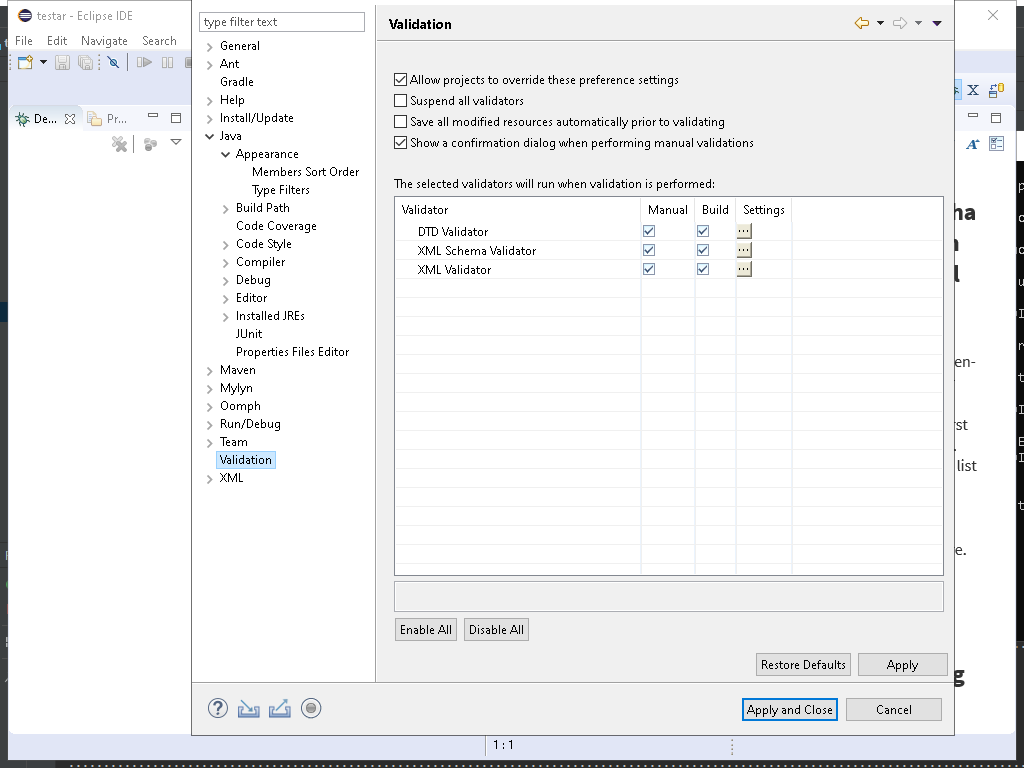 testar - Eclipse IDE
File Edit Navigate Search
De...
Pr...
type filter text
General
Ant
Gradle
Help
Install/Update
Java
Appearance
Members Sort Order
Type Filters
Build Path
Code Coverage
Code Style
Compiler
Debug
Editor
Installed JREs
JUnit
Properties Files Editor
Maven
Mylyn
Oomph
Run/Debug
Team
Validation
XML
Validation
Allow projects to override these preference settings
Suspend all validators
Save all modified resources automatically prior to validating
Show a confirmation dialog when performing manual validations
The selected validators will run when validation is performed:
Validator Manual Build Settings
DTD Validator ...
XML Schema Validator ...
XML Validator ...
Enable All Disable All
Restore Defaults Apply
Apply and Close Cancel
1 : 1
X
ha
en-
rst
list
e.
g